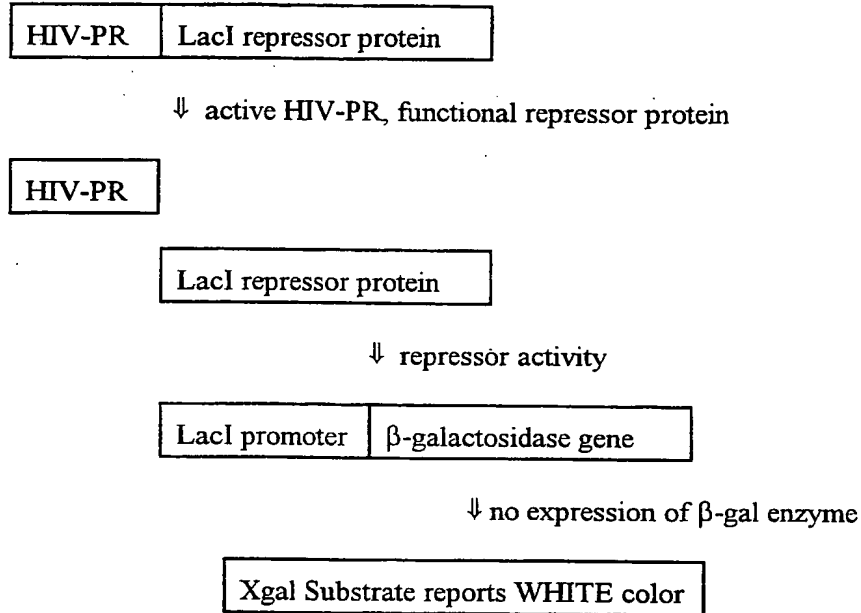 HIV-PR LacI repressor protein
⇓ active HIV-PR, functional repressor protein
HIV-PR
LacI repressor protein
⇓ repressor activity
LacI promoter β-galactosidase gene
⇓ no expression of β-gal enzyme
Xgal Substrate reports WHITE color